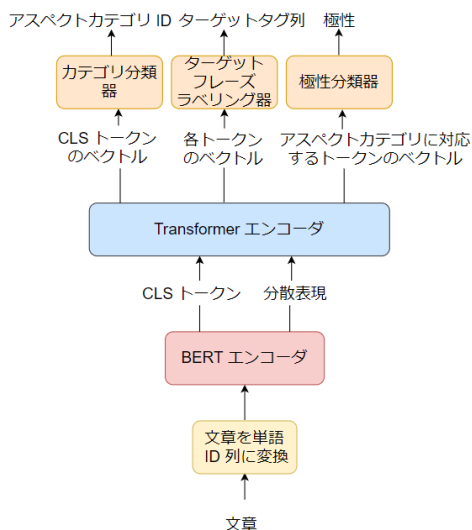 アスペクトカテゴリ ID ターゲットタグ列 極性
カテゴリ分類
器
ターゲット
フレーズ
ラベリング器
極性分類器
CLS トークン
のベクトル
各トークン
のベクトル
アスペクトカテゴリに対応
するトークンのベクトル
Transformer エンコーダ
CLS トークン
分散表現
BERT エンコーダ
文章を単語
ID 列に変換
文章